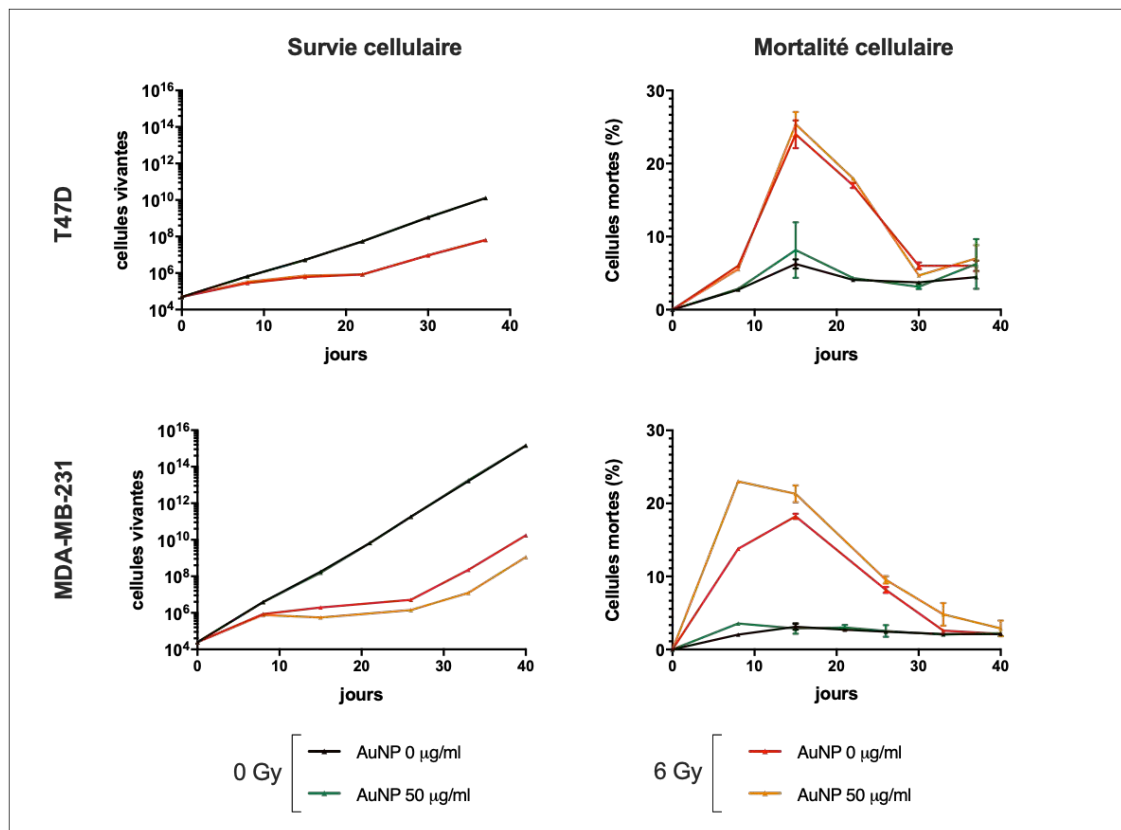 Survie cellulaire
Mortalité cellulaire
T47D
cellules vivantes
10^16
10^14
10^12
10^10
10^8
10^6
10^4
0 10 20 30 40
jours
Cellules mortes (%)
30
20
10
0
0 10 20 30 40
jours
MDA-MB-231
cellules vivantes
10^16
10^14
10^12
10^10
10^8
10^6
10^4
0 10 20 30 40
jours
Cellules mortes (%)
30
20
10
0
0 10 20 30 40
jours
0 Gy
AuNP 0 µg/ml
AuNP 50 µg/ml
6 Gy
AuNP 0 µg/ml
AuNP 50 µg/ml